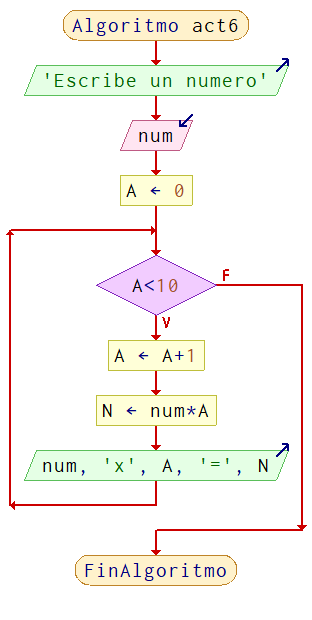 Algoritmo act6
'Escribe un numero'
num
A ← 0
A<10
F
V
A ← A+1
N ← num*A
num, 'x', A, '=', N
FinAlgoritmo